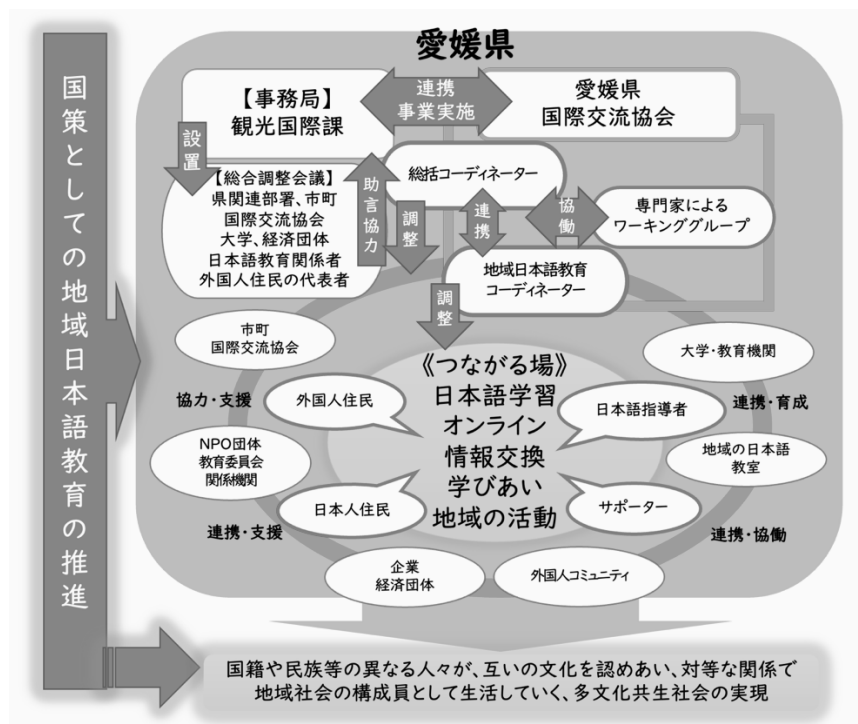 愛媛県
国策としての地域日本語教育の推進
【事務局】
観光国際課
連携
事業実施
愛媛県
国際交流協会
設置
【総合調整会議】
県関連部署、市町
国際交流協会
大学、経済団体
日本語教育関係者
外国人住民の代表者
助言協力
総括コーディネーター
調整
連携
協働
専門家による
ワーキンググループ
地域日本語教育
コーディネーター
調整
市町
国際交流協会
大学・教育機関
《つながる場》
日本語学習
オンライン
情報交換
学びあい
地域の活動
協力・支援
外国人住民
日本語指導者
連携・育成
NPO団体
教育委員会
関係機関
地域の日本語
教室
日本人住民
サポーター
連携・支援
連携・協働
企業
経済団体
外国人コミュニティ
国籍や民族等の異なる人々が、互いの文化を認めあい、対等な関係で
地域社会の構成員として生活していく、多文化共生社会の実現